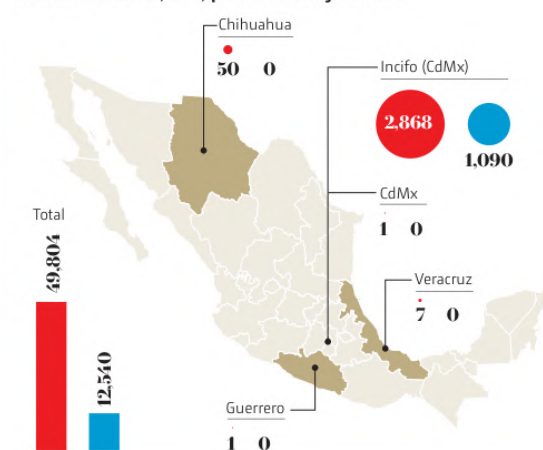 Chihuahua
50 0
Incifo (CdMx)
2,868
1,090
CdMx
1 0
Total
49,804
12,540
Veracruz
7 0
Guerrero
1 0